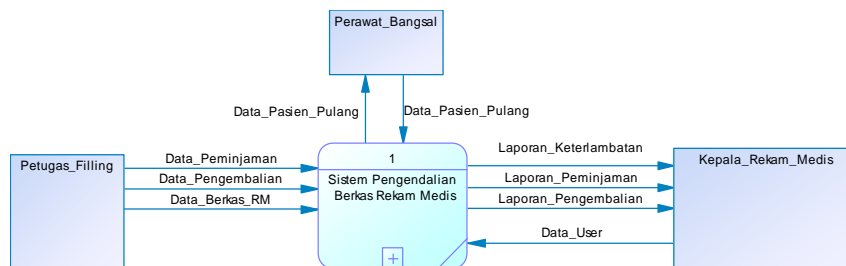 Perawat_Bangsal
Data_Pasien_Pulang
Data_Pasien_Pulang
Petugas_Filling
Data_Peminjaman
Data_Pengembalian
Data_Berkas_RM
1
Sistem Pengendalian
Berkas Rekam Medis
Laporan_Keterlambatan
Laporan_Peminjaman
Laporan_Pengembalian
Data_User
Kepala_Rekam_Medis